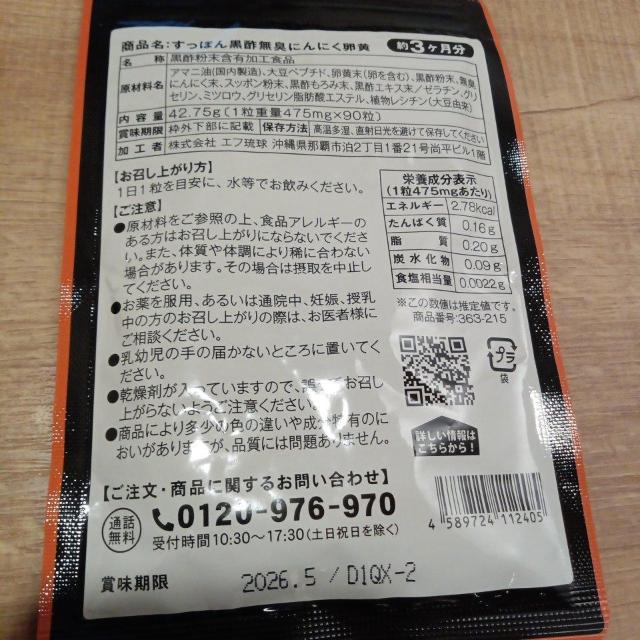 商品名:すっぽん黒酢無臭にんにく卵黄 約3ヶ月分
名 称 黒酢粉末含有加工食品
原材料名 アマニ油(国内製造)、大豆ペプチド、卵黄末(卵を含む)、黒酢粉末、無臭
にんにく末、スッポン粉末、黒酢もろみ末、黒酢エキス末/ゼラチン、グリ
セリン、ミツロウ、グリセリン脂肪酸エステル、植物レシチン(大豆由来)
内 容 量 42.75g(1粒重量475mg×90粒)
賞味期限 枠外下部に記載 保存方法 高温多湿、直射日光を避けて保存してください
加 工 者 株式会社 エフ琉球 沖縄県那覇市泊2丁目1番21号尚平ビル1階
【お召し上がり方】
1日1粒を目安に、水等でお飲みください。
【ご注意】
●原材料をご参照の上、食品アレルギーの
ある方はお召し上がりにならないでくださ
い。また、体質や体調により稀に合わない
場合があります。その場合は摂取を中止し
てください。
●お薬を服用、あるいは通院中、妊娠、授乳
中の方のお召し上がりの際は、お医者様に
ご相談ください。
●乳幼児の手の届かないところに置いてく
ださい。
●乾燥剤が入っていますので、誤ってお召し
上がらないようご注意ください。
●商品により多少の色の違いや成分特有のに
おいがありますが、品質には問題ありません。
栄養成分表示
(1粒475mgあたり)
エネルギー 2.78kcal
たんぱく質 0.16g
脂 質 0.20g
炭水化物 0.09g
食塩相当量 0.0022g
※この数値は推定値です。
商品番号:363-215
プラ
袋
詳しい情報は
こちらから!
【ご注文・商品に関するお問い合わせ】
通話
無料
0120-976-970
受付時間10:30〜17:30(土日祝日を除く)
4 589724 112405
賞味期限 2026.5 / D1QX-2